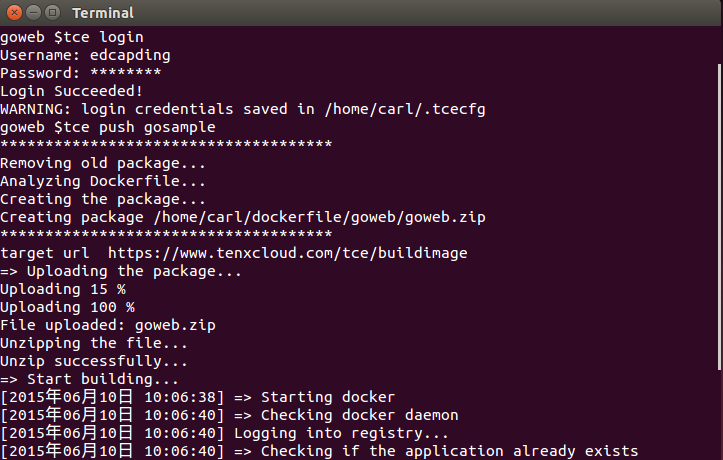 Terminal
goweb $tce login
Username: edcapding
Password: ********
Login Succeeded!
WARNING: login credentials saved in /home/carl/.tcecfg
goweb $tce push gosample
*************************************
Removing old package...
Analyzing Dockerfile...
Creating the package...
Creating package /home/carl/dockerfile/goweb/goweb.zip
*************************************
target url  https://www.tenxcloud.com/tce/buildimage
=> Uploading the package...
Uploading 15 %
Uploading 100 %
File uploaded: goweb.zip
Unzipping the file...
Unzip successfully...
=> Start building...
[2015年06月10日 10:06:38] => Starting docker
[2015年06月10日 10:06:40] => Checking docker daemon
[2015年06月10日 10:06:40] Logging into registry...
[2015年06月10日 10:06:40] => Checking if the application already exists